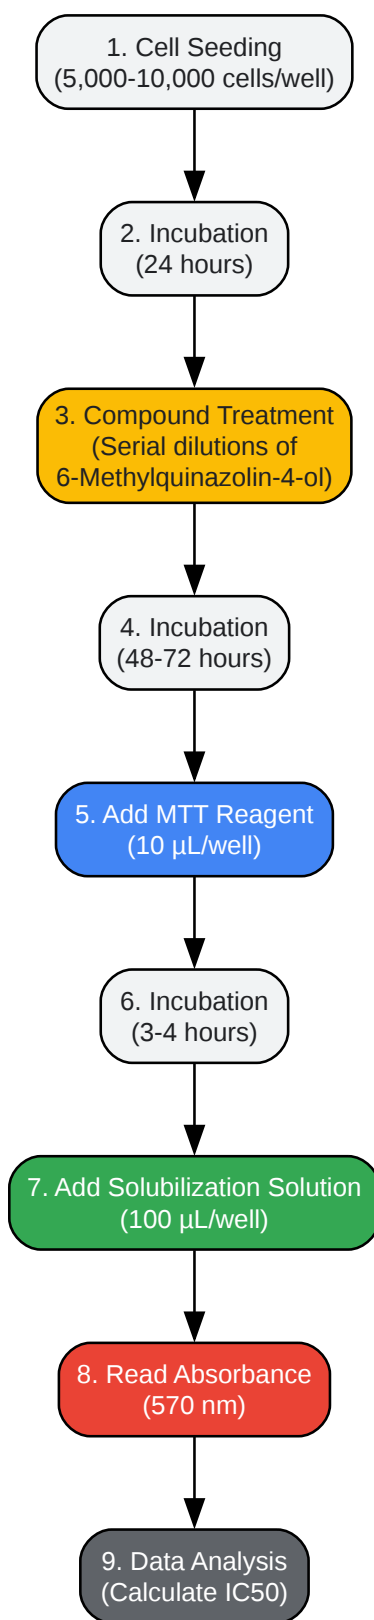 1. Cell Seeding
(5,000-10,000 cells/well)
2. Incubation
(24 hours)
3. Compound Treatment
(Serial dilutions of
6-Methylquinazolin-4-ol)
4. Incubation
(48-72 hours)
5. Add MTT Reagent
(10 µL/well)
6. Incubation
(3-4 hours)
7. Add Solubilization Solution
(100 µL/well)
8. Read Absorbance
(570 nm)
9. Data Analysis
(Calculate IC50)